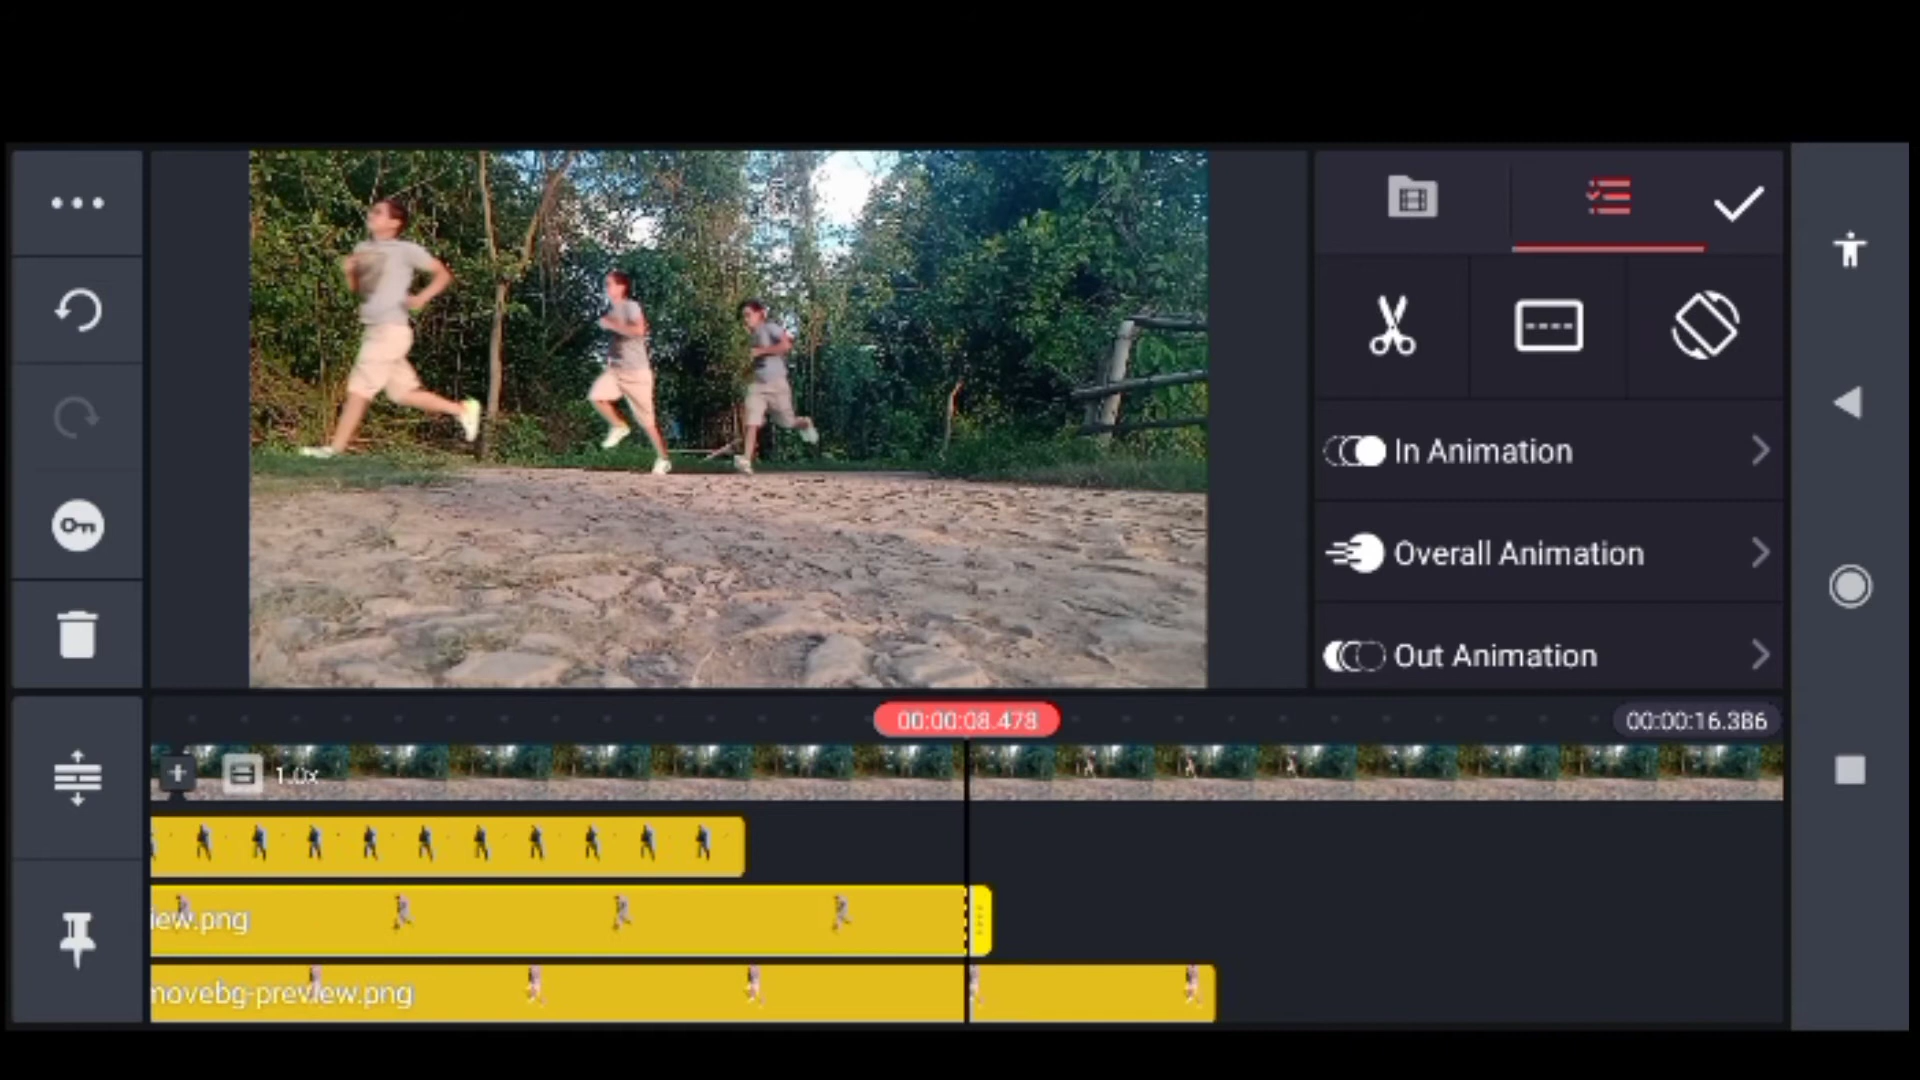 In Animation
Overall Animation
Out Animation
00:00:08.478
00:00:16.386
1.0x
iew.png
movebg-preview.png